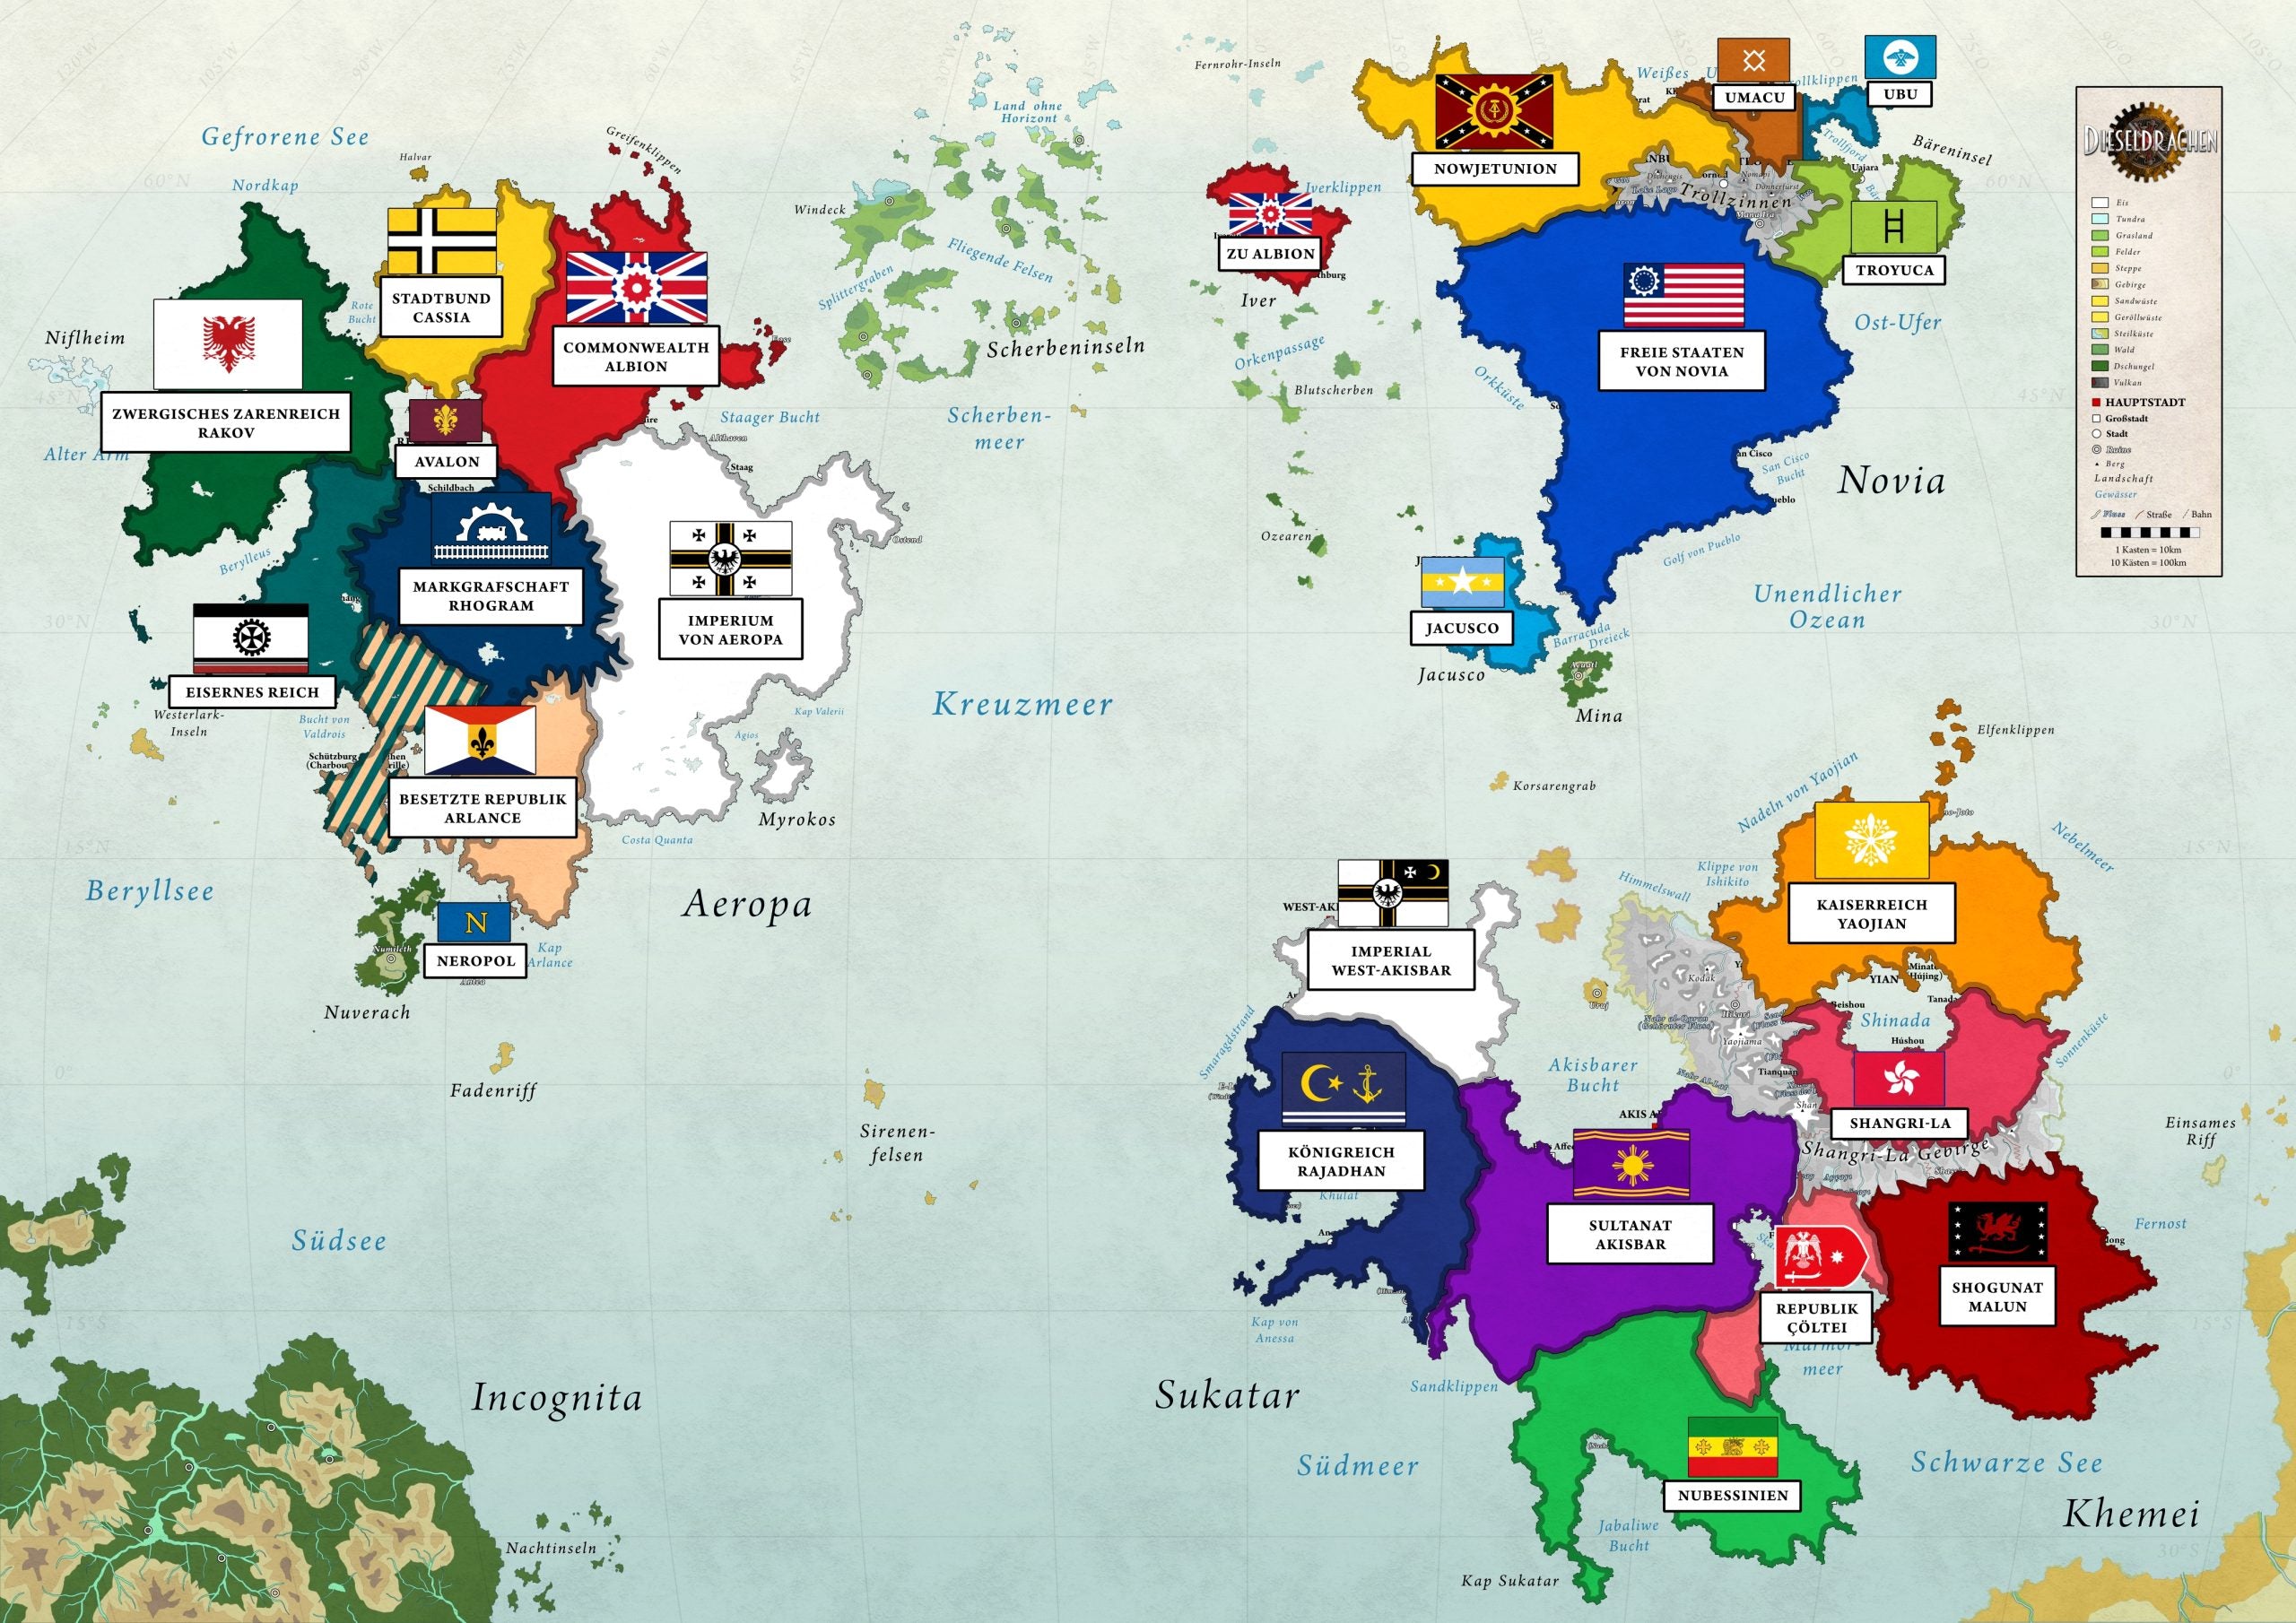 Gefrorene See
Nordkap
Halvar
Greifenklippen
Land ohne
Horizont
Fernrohr-Inseln
Windeck
Fliegende Felsen
Splittergraben
Scherbeninseln
Scherben-
meer
Niflheim
Alter Arm
Rote
Bucht
STADTBUND
CASSIA
COMMONWEALTH
ALBION
ZWERGISCHES ZARENREICH
RAKOV
AVALON
Schildbach
Staager Bucht
Althaven
Staag
Ostend
Berylleus
MARKGRAFSCHAFT
RHOGRAM
IMPERIUM
VON AEROPA
EISERNES REICH
Westerlark-
Inseln
Bucht von
Valdrois
Schützburg
BESETZTE REPUBLIK
ARLANCE
Kap Valerii
Agios
Myrokos
Costa Quanta
Beryllsee
Aeropa
N
NEROPOL
Kap
Arlance
Numileth
Nuverach
Fadenriff
Kreuzmeer
Sirenen-
felsen
Südsee
Incognita
Nachtinseln
Iverklippen
ZU ALBION
Iver
Orkenpassage
Blutscherben
Orkküste
Ozearen
Weißes
NOWJETUNION
UMACU
UBU
Trollfjord
Bäreninsel
Uajara
Trollzinnen
TROYUCA
Ost-Ufer
FREIE STAATEN
VON NOVIA
San Cisco
Bucht
Novia
Golf von Pueblo
Unendlicher
Ozean
JACUSCO
Jacusco
Barracuda
Dreieck
Mina
Korsarengrab
Elfenklippen
Nadeln von Yaojian
Nebelmeer
Klippe von
Ishikito
Himmelswall
KAISERREICH
YAOJIAN
IMPERIAL
WEST-AKISBAR
Kodak
Hikari
Yaojiama
Uruj
YIAN
Beishou
Shinada
Húshou
Tianquan
Smaragdstrand
Akisbarer
Bucht
Sonnenküste
SHANGRI-LA
Shangri-La Gebirge
Einsames
Riff
KÖNIGREICH
RAJADHAN
Khulat
SULTANAT
AKISBAR
REPUBLIK
ÇÖLTEI
SHOGUNAT
MALUN
Fernost
Marmor-
meer
Kap von
Anessa
Sandklippen
Sukatar
Südmeer
NUBESSINIEN
Jabaliwe
Bucht
Kap Sukatar
Schwarze See
Khemei
DIESELDRACHEN
Eis
Tundra
Grasland
Felder
Steppe
Gebirge
Sandwüste
Geröllwüste
Steilküste
Wald
Dschungel
Vulkan
HAUPTSTADT
Großstadt
Stadt
Ruine
Berg
Landschaft
Gewässer
Fluss Straße Bahn
1 Kasten = 10km
10 Kästen = 100km